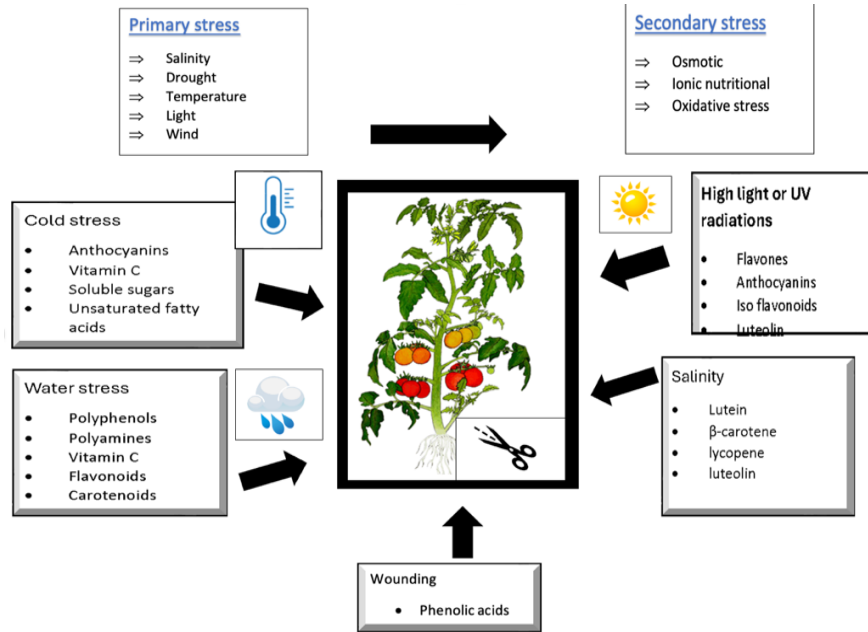 Primary stress
⇒ Salinity
⇒ Drought
⇒ Temperature
⇒ Light
⇒ Wind
Secondary stress
⇒ Osmotic
⇒ Ionic nutritional
⇒ Oxidative stress
Cold stress
• Anthocyanins
• Vitamin C
• Soluble sugars
• Unsaturated fatty
acids
High light or UV
radiations
• Flavones
• Anthocyanins
• Iso flavonoids
• Luteolin
Water stress
• Polyphenols
• Polyamines
• Vitamin C
• Flavonoids
• Carotenoids
Salinity
• Lutein
• β-carotene
• lycopene
• luteolin
Wounding
• Phenolic acids